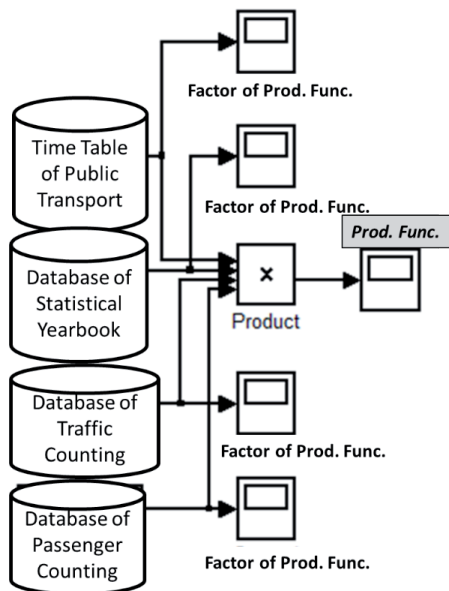 Factor of Prod. Func.
Time Table
of Public
Transport
Factor of Prod. Func.
Prod. Func.
Database of
Statistical
Yearbook
×
Product
Database of
Traffic
Counting
Factor of Prod. Func.
Database of
Passenger
Counting
Factor of Prod. Func.